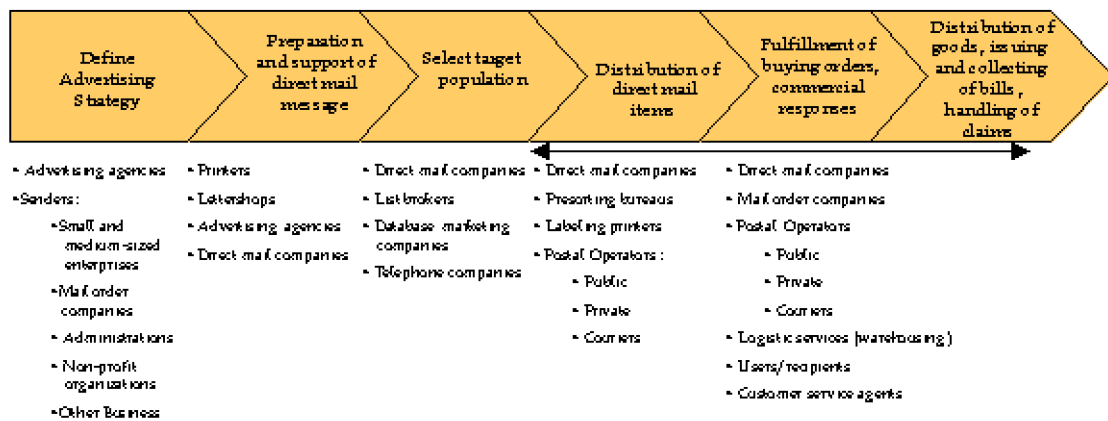 Define
Advertising
Strategy
Preparation
and support of
direct mail
message
Select target
population
Distribution of
direct mail
items
Fulfillment of
buying orders,
commercial
responses
Distribution of
goods, issuing
and collecting
of bills,
handling of
claims
• Advertising agencies
• Senders:
• Small and
medium-sized
enterprises
• Mail order
companies
• Administrations
• Non-profit
organizations
• Other Business
• Printers
• Lettershops
• Advertising agencies
• Direct mail companies
• Direct mail companies
• List brokers
• Database marketing
companies
• Telephone companies
• Direct mail companies
• Presorting bureaus
• Labeling printers
• Postal Operators:
• Public
• Private
• Couriers
• Direct mail companies
• Mail order companies
• Postal Operators
• Public
• Private
• Couriers
• Logistic services (warehousing)
• Users/recipients
• Customer service agents